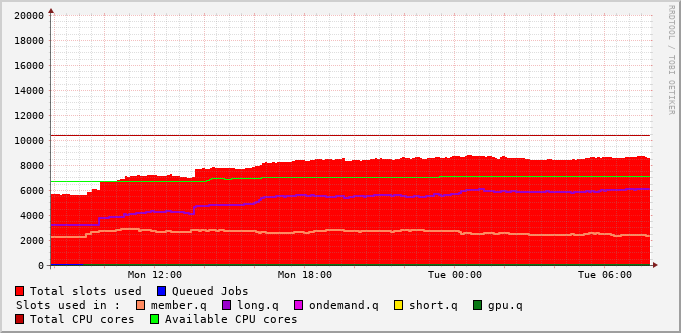 20000
18000
16000
14000
12000
10000
8000
6000
4000
2000
0
Mon 12:00 Mon 18:00 Tue 00:00 Tue 06:00
Total slots used Queued Jobs
Slots used in : member.q long.q ondemand.q short.q gpu.q
Total CPU cores Available CPU cores
RRDTOOL / TOBI OETIKER